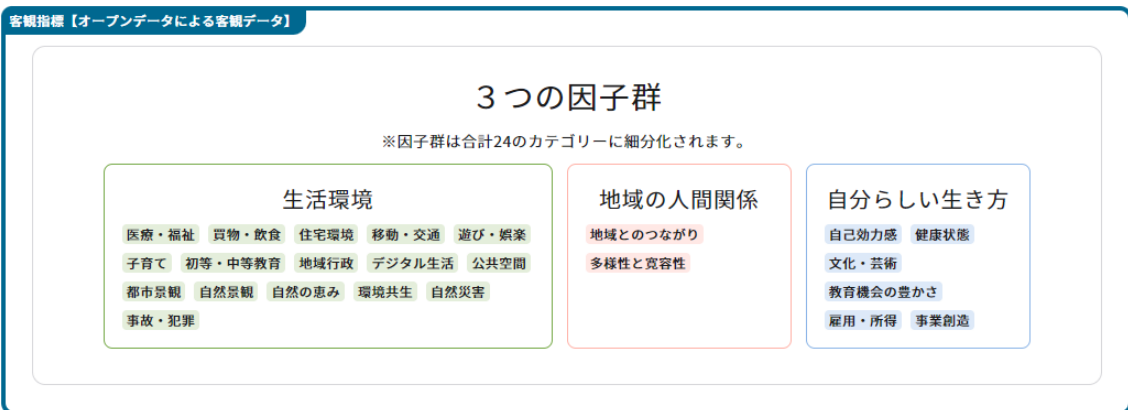 客観指標【オープンデータによる客観データ】
３つの因子群
※因子群は合計24のカテゴリーに細分化されます。
生活環境
医療・福祉 買物・飲食 住宅環境 移動・交通 遊び・娯楽
子育て 初等・中等教育 地域行政 デジタル生活 公共空間
都市景観 自然景観 自然の恵み 環境共生 自然災害
事故・犯罪
地域の人間関係
地域とのつながり
多様性と寛容性
自分らしい生き方
自己効力感 健康状態
文化・芸術
教育機会の豊かさ
雇用・所得 事業創造